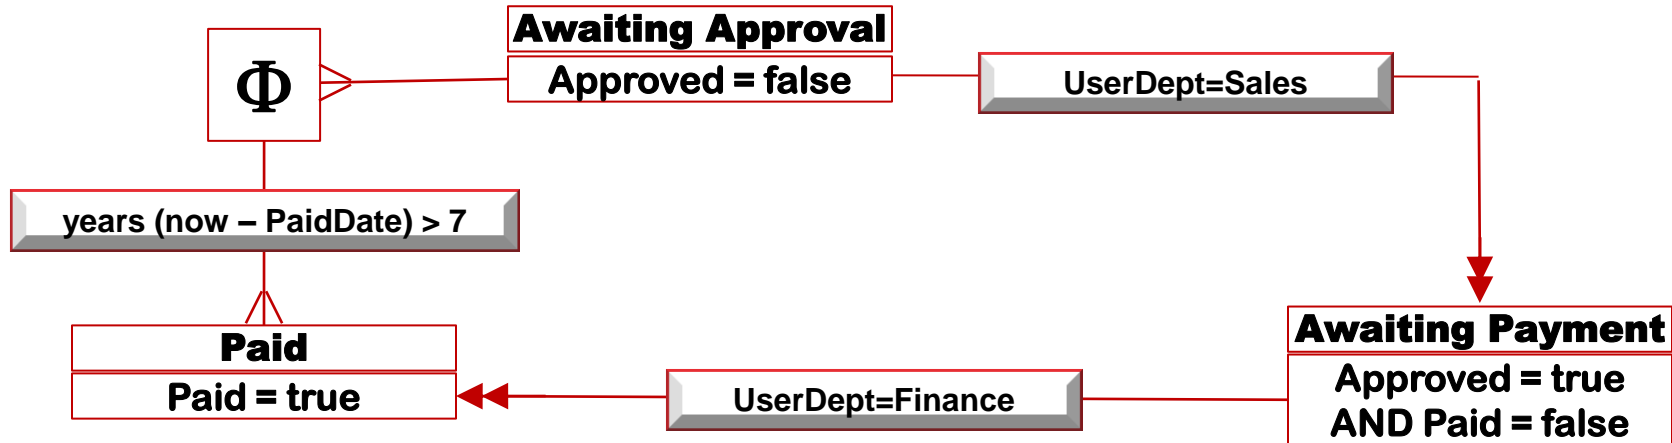 Φ
Awaiting Approval
Approved = false
UserDept=Sales
years (now – PaidDate) > 7
Paid
Paid = true
UserDept=Finance
Awaiting Payment
Approved = true
AND Paid = false